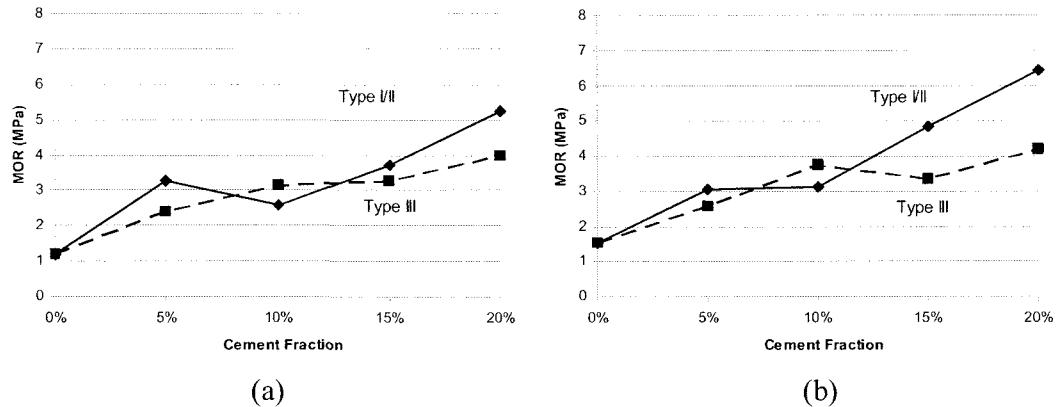 8
7
6
5
4
3
2
1
0
MOR (MPa)
Type I/II
Type III
0%
5%
10%
15%
20%
Cement Fraction
(a)
8
7
6
5
4
3
2
1
0
MOR (MPa)
Type I/II
Type III
0%
5%
10%
15%
20%
Cement Fraction
(b)